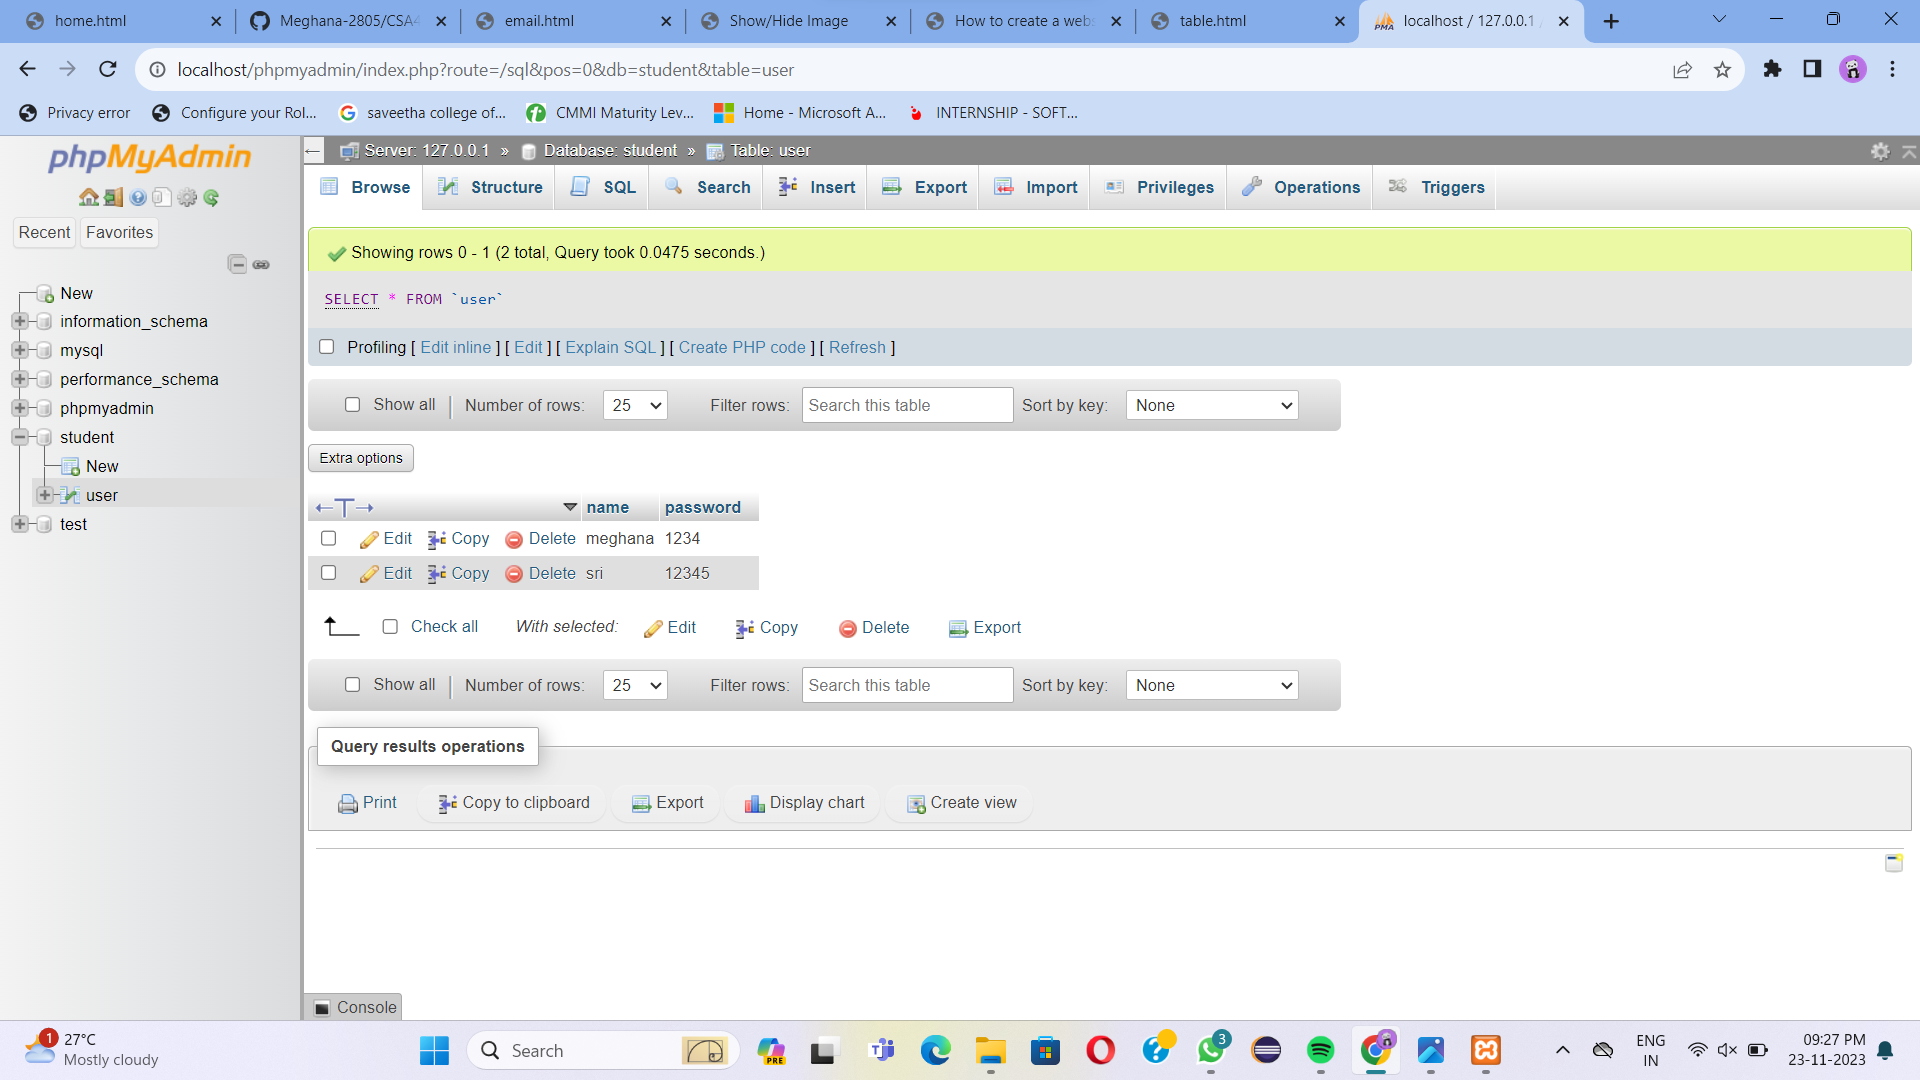 home.html
Meghana-2805/CSA4
email.html
Show/Hide Image
How to create a webs
table.html
localhost / 127.0.0.1 /
localhost/phpmyadmin/index.php?route=/sql&pos=0&db=student&table=user
Privacy error
Configure your Rol...
saveetha college of...
CMMI Maturity Lev...
Home - Microsoft A...
INTERNSHIP - SOFT...
phpMyAdmin
Recent
Favorites
New
information_schema
mysql
performance_schema
phpmyadmin
student
New
user
test
Server: 127.0.0.1 » Database: student » Table: user
Browse
Structure
SQL
Search
Insert
Export
Import
Privileges
Operations
Triggers
Showing rows 0 - 1 (2 total, Query took 0.0475 seconds.)
SELECT * FROM `user`
Profiling [ Edit inline ] [ Edit ] [ Explain SQL ] [ Create PHP code ] [ Refresh ]
Show all | Number of rows: 25 Filter rows: Search this table Sort by key: None
Extra options
←T→ name password
Edit Copy Delete meghana 1234
Edit Copy Delete sri 12345
Check all With selected: Edit Copy Delete Export
Show all | Number of rows: 25 Filter rows: Search this table Sort by key: None
Query results operations
Print Copy to clipboard Export Display chart Create view
Console
1
27°C
Mostly cloudy
Search
PRE
3
ENG
IN
09:27 PM
23-11-2023